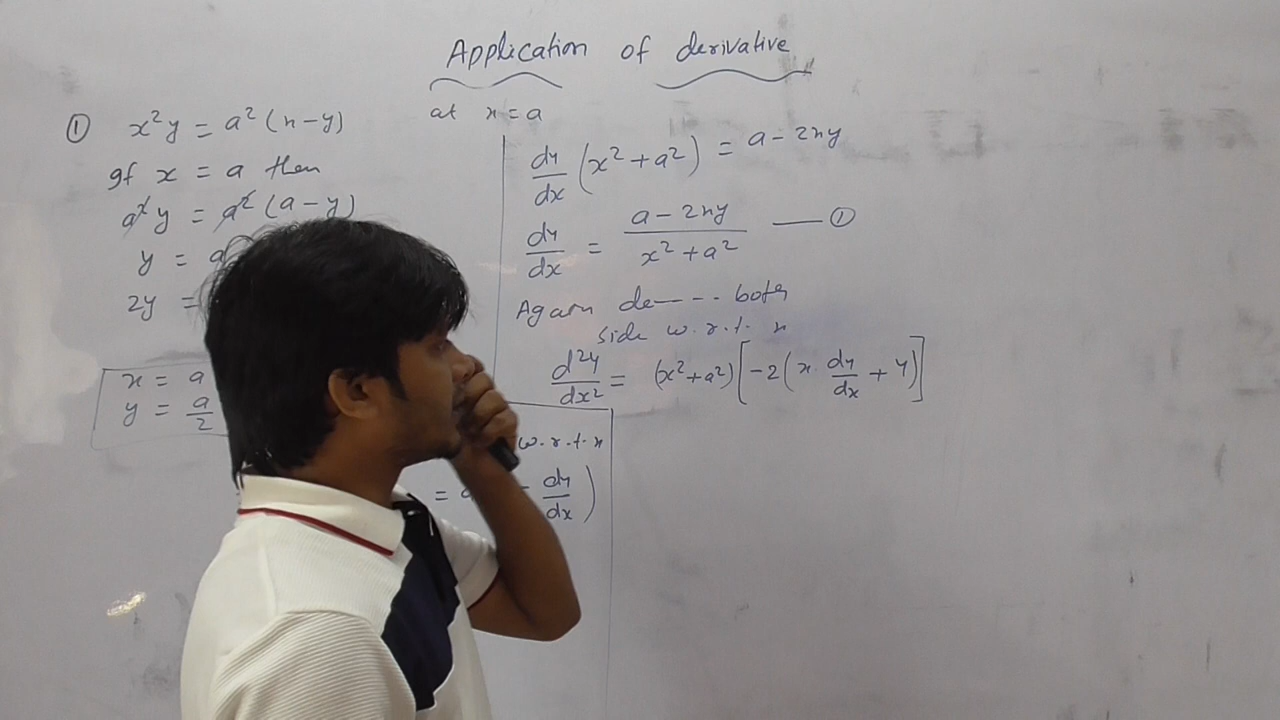 Application of derivative
① x²y = a²(x-y) at x = a
If x = a then
a²y = a²(a-y)
y = a
2y =
x = a
y = a/2
w.r.t. x
= a - dy/dx)
dy/dx (x²+a²) = a - 2xy
dy/dx = (a - 2xy)/(x²+a²) —— ①
Again de--- both
side w.r.t. x
d²y/dx² = (x²+a²)[-2(x. dy/dx + y)]